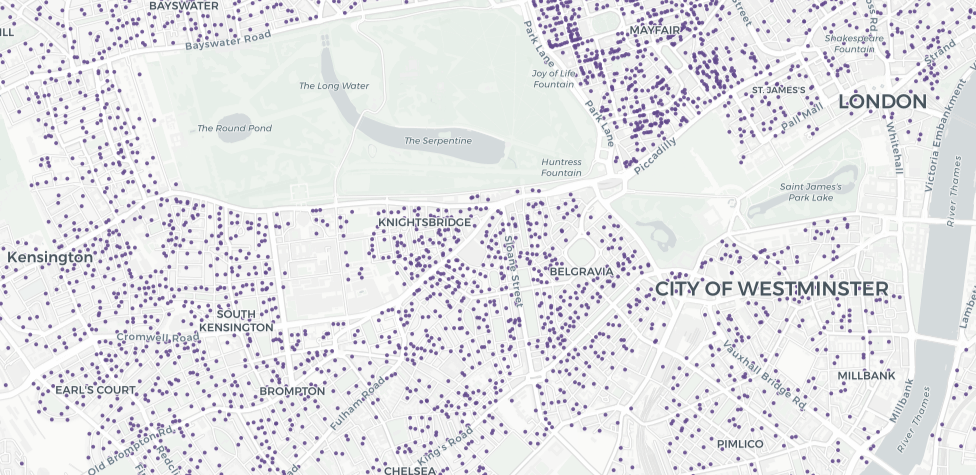 BAYSWATER
Bayswater Road
Park Lane
MAYFAIR
Street
Shakespeare
Fountain
Strand
The Long Water
Joy of Life
Fountain
ST. JAMES'S
LONDON
Pall Mall
Park Lane
The Round Pond
The Serpentine
Piccadilly
Whitehall
Victoria Embankment
Huntress
Fountain
Saint James's
Park Lake
River Thames
KNIGHTSBRIDGE
Kensington
Sloane Street
BELGRAVIA
CITY OF WESTMINSTER
SOUTH
KENSINGTON
Cromwell Road
EARL'S COURT
BROMPTON
Fulham Road
Vauxhall Bridge Rd
MILLBANK
Millbank
River Thames
Old Brompton Rd
King's Road
PIMLICO
CHELSEA